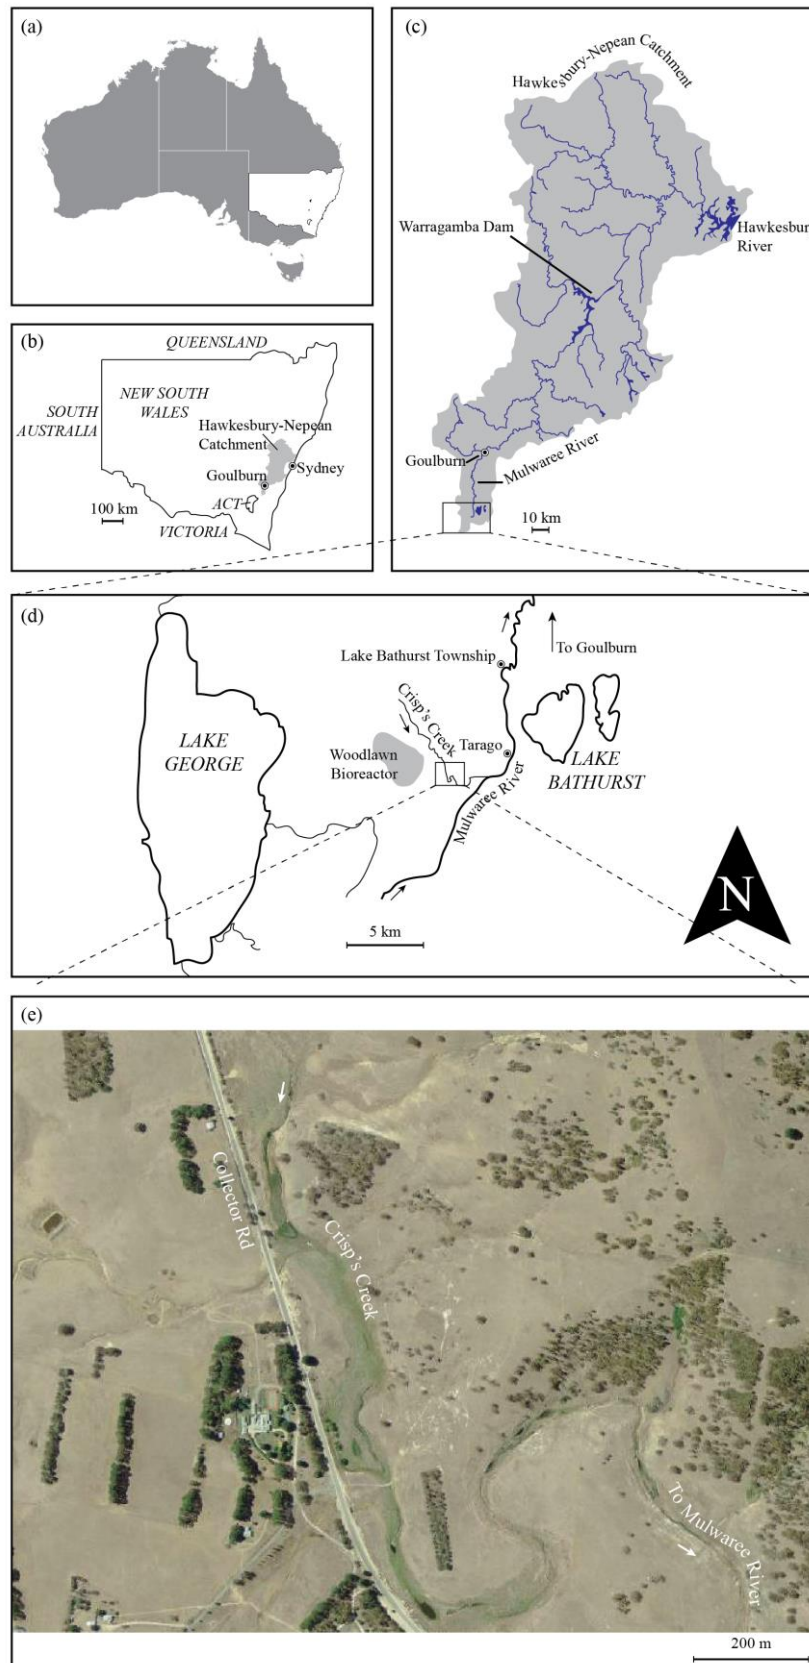 (a)
(b)
QUEENSLAND
NEW SOUTH
WALES
SOUTH
AUSTRALIA
Hawkesbury-Nepean
Catchment
Sydney
Goulburn
ACT
100 km
VICTORIA
(c)
Hawkesbury-Nepean Catchment
Warragamba Dam
Hawkesbur
River
Goulburn
Mulwaree River
10 km
(d)
Lake Bathurst Township
To Goulburn
Crisp's Creek
LAKE
GEORGE
Woodlawn
Bioreactor
Tarago
LAKE
BATHURST
Mulwaree River
N
5 km
(e)
Collector Rd
Crisp's Creek
To Mulwaree River
200 m